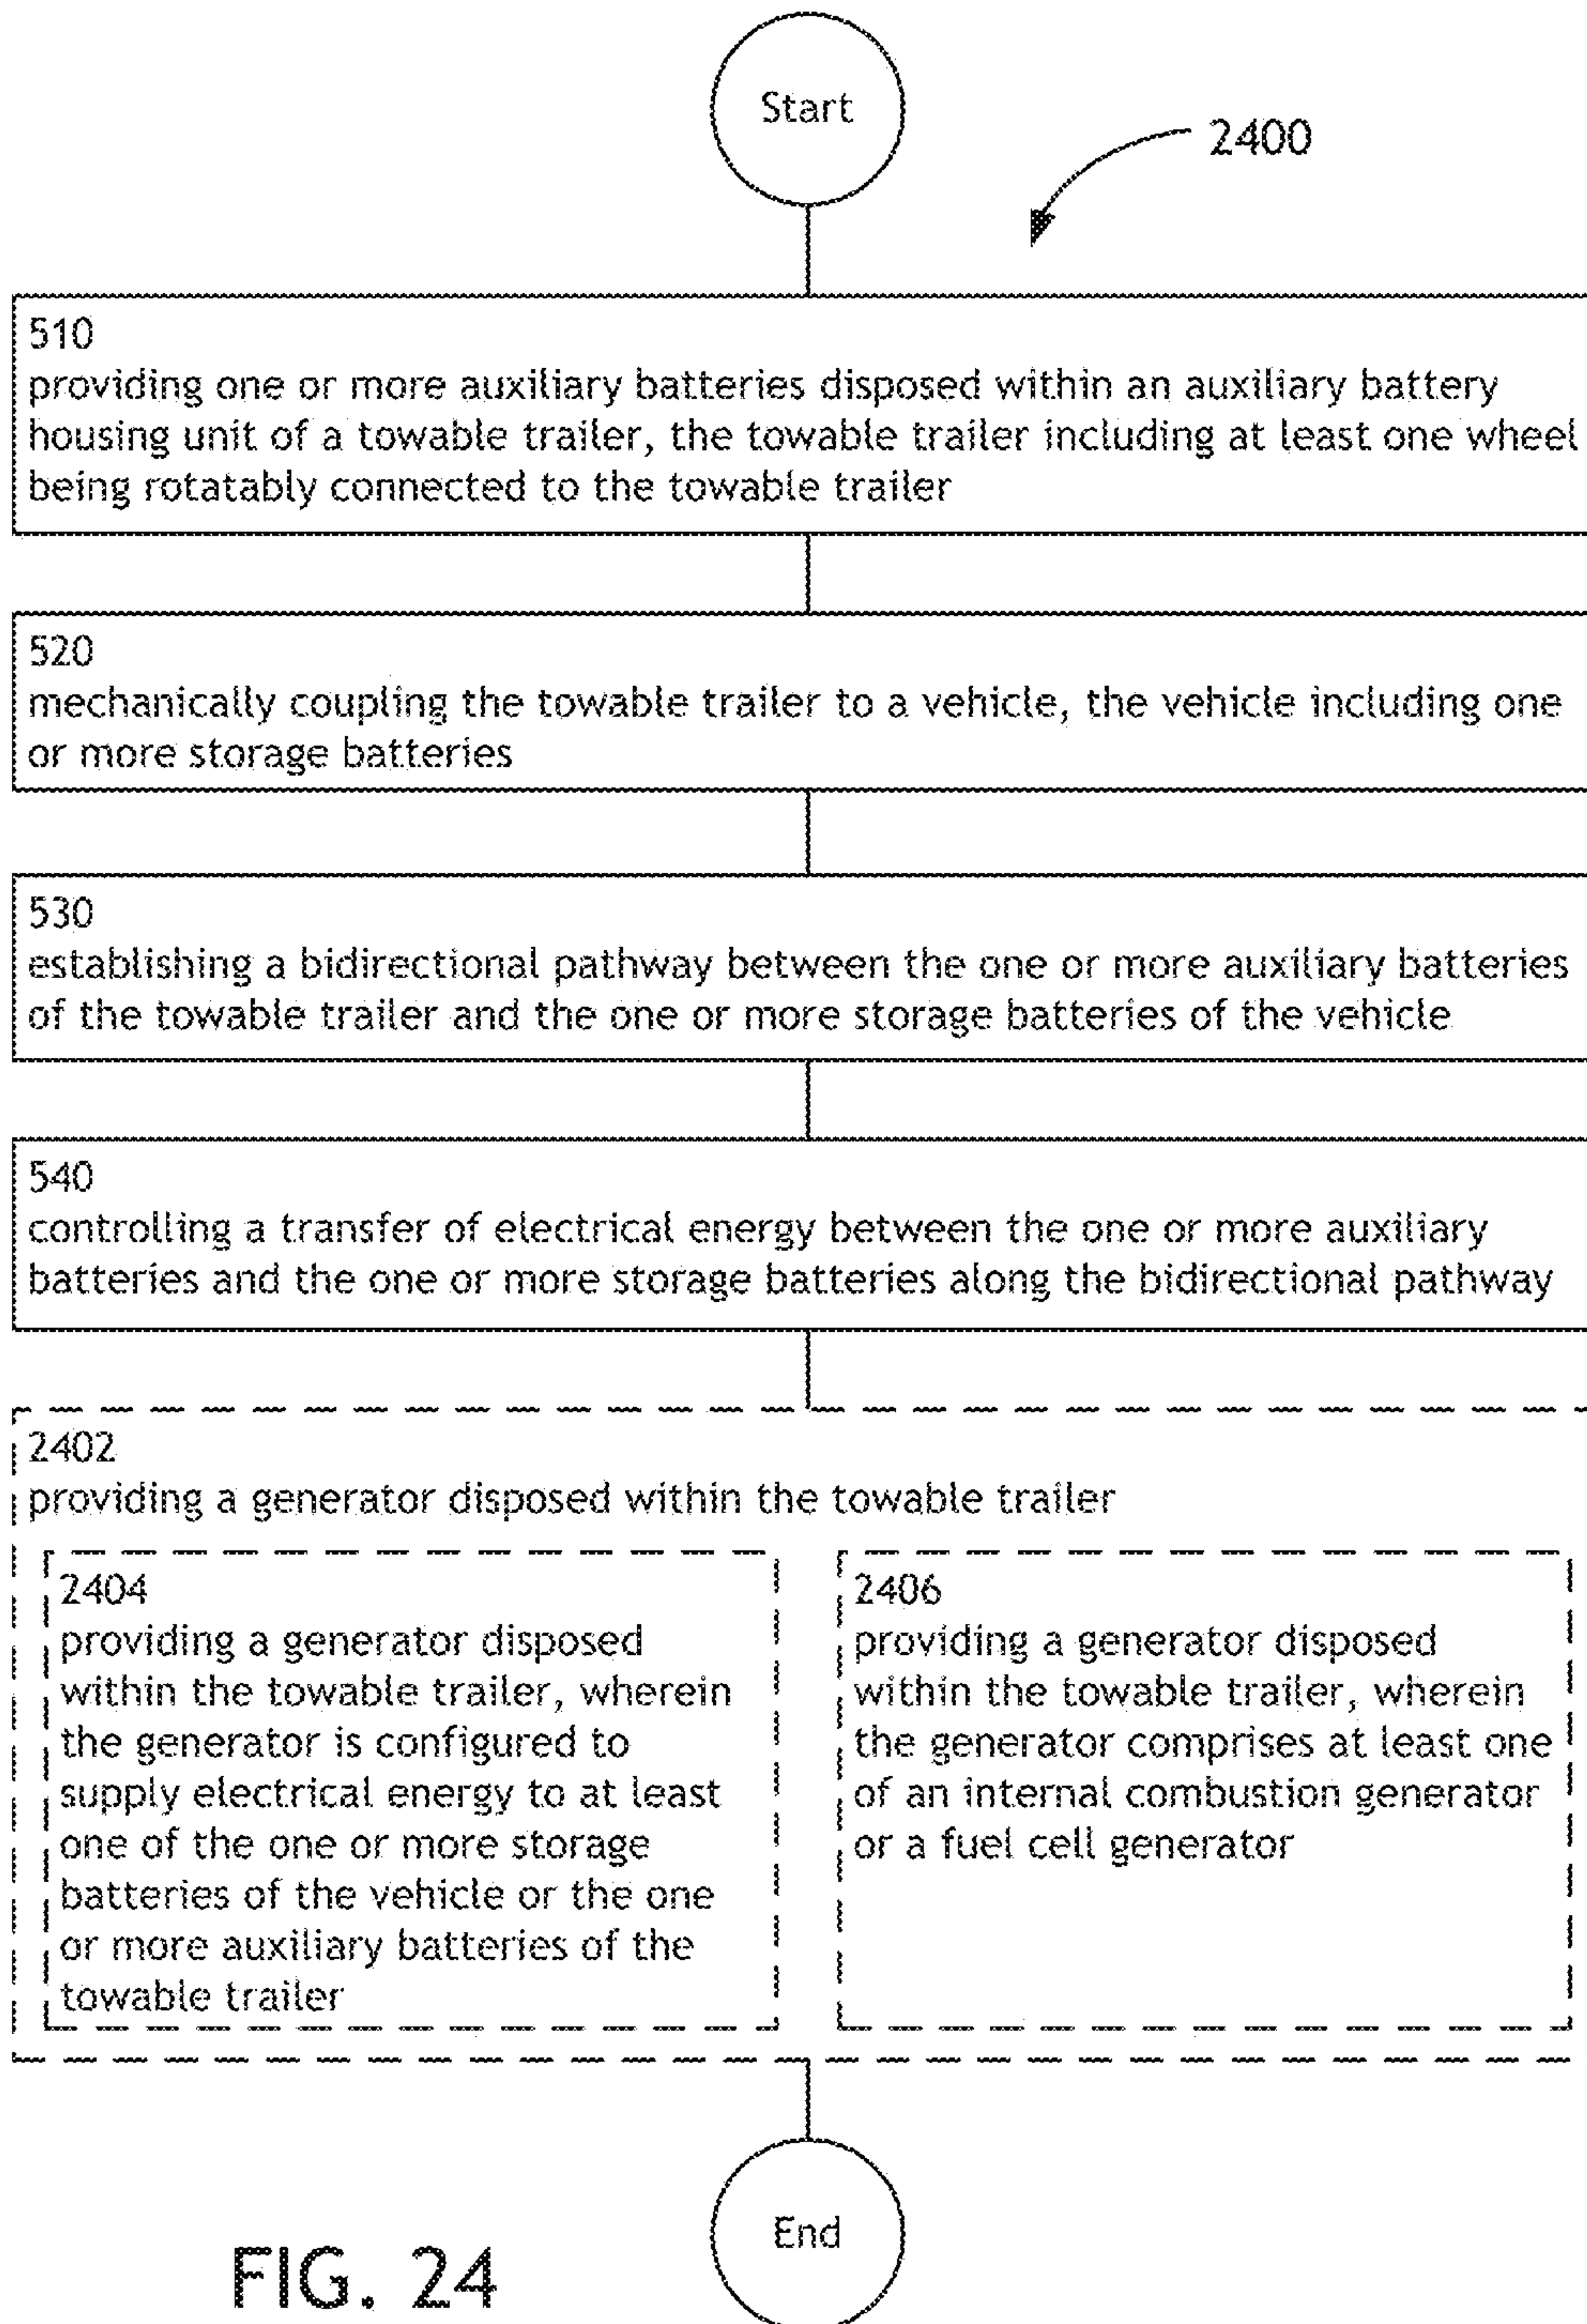 Start
2400
510
providing one or more auxiliary batteries disposed within an auxiliary battery
housing unit of a towable trailer, the towable trailer including at least one wheel
being rotatably connected to the towable trailer
520
mechanically coupling the towable trailer to a vehicle, the vehicle including one
or more storage batteries
530
establishing a bidirectional pathway between the one or more auxiliary batteries
of the towable trailer and the one or more storage batteries of the vehicle
540
controlling a transfer of electrical energy between the one or more auxiliary
batteries and the one or more storage batteries along the bidirectional pathway
2402
providing a generator disposed within the towable trailer
2404
providing a generator disposed
within the towable trailer, wherein
the generator is configured to
supply electrical energy to at least
one of the one or more storage
batteries of the vehicle or the one
or more auxiliary batteries of the
towable trailer
2406
providing a generator disposed
within the towable trailer, wherein
the generator comprises at least one
of an internal combustion generator
or a fuel cell generator
End
FIG. 24